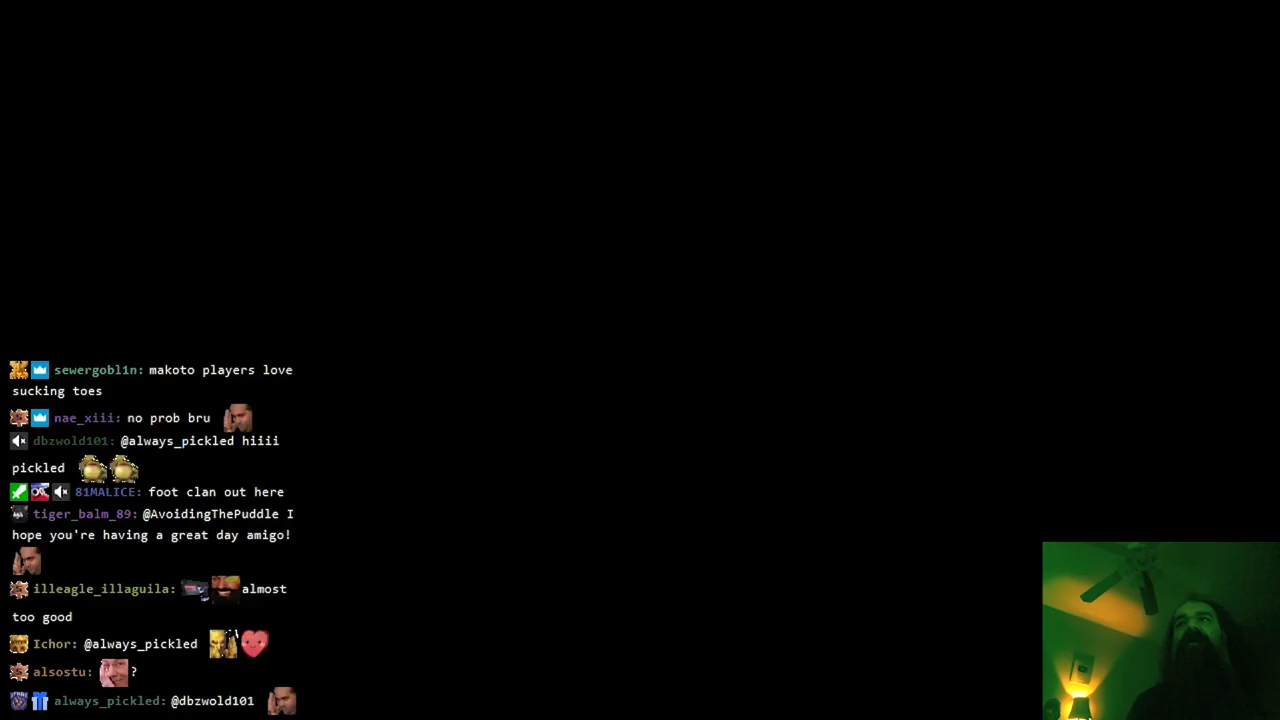 sewergobl1n: makoto players love
sucking toes
nae_xiii: no prob bru
dbzwold101: @always_pickled hiiii
pickled
81MALICE: foot clan out here
tiger_balm_89: @AvoidingThePuddle I
hope you're having a great day amigo!
illeagle_illaguila: almost
too good
Ichor: @always_pickled
alsostu: ?
always_pickled: @dbzwold101